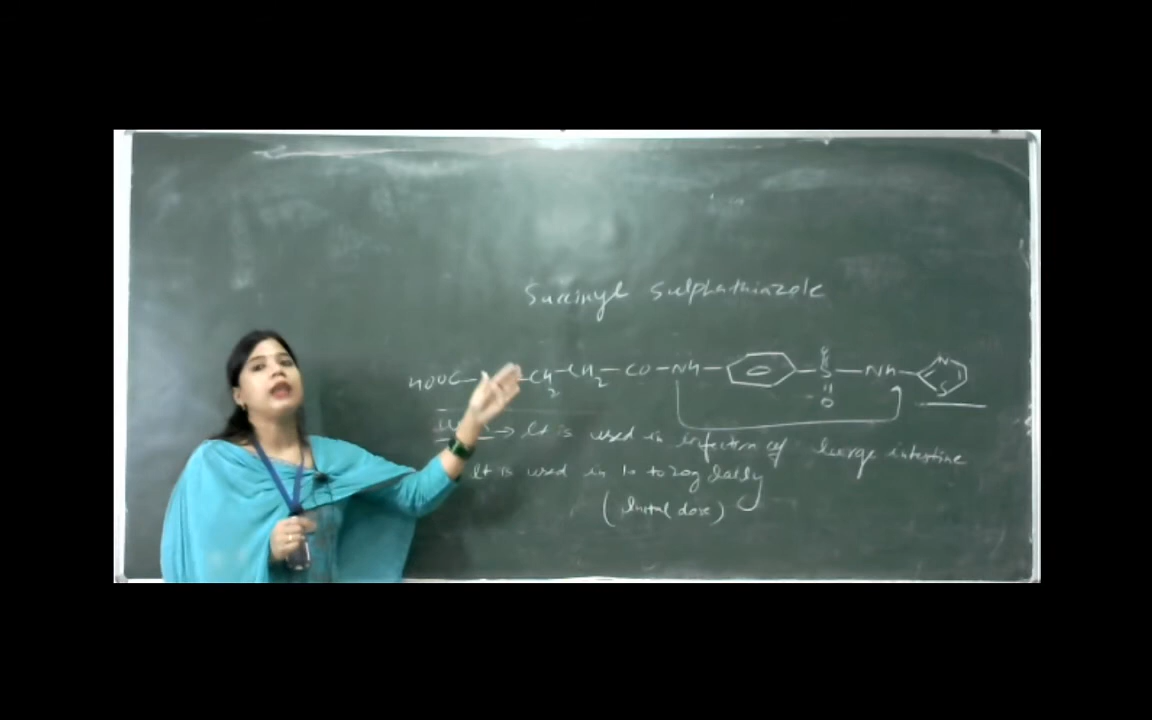 Succinyl Sulphathiazole
HOOC- CH2-CH2-CO-NH- S O -NH- N S
→ It is used in infection of large intestine
It is used in 10 to 20g daily
(Initial dose)